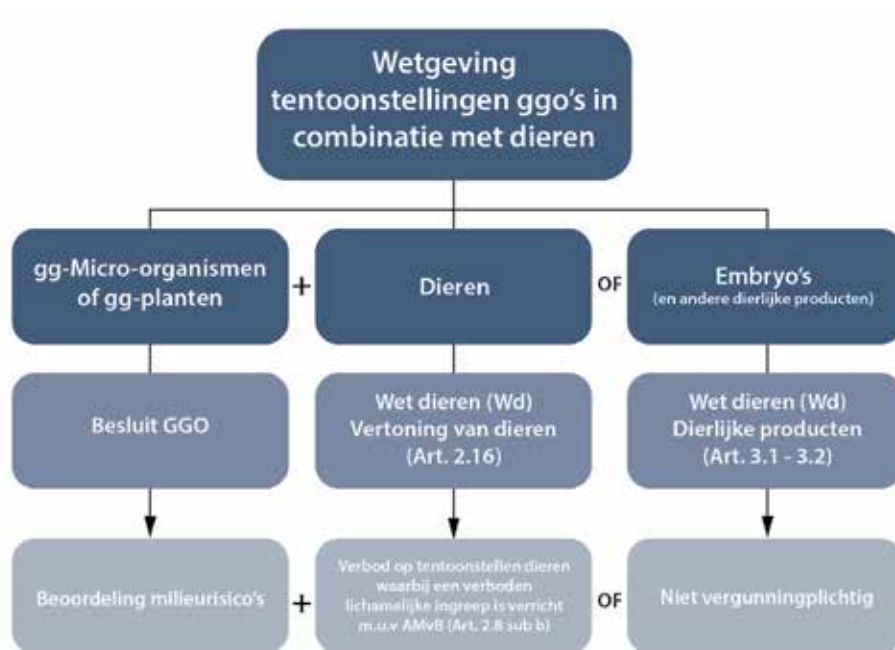 Wetgeving
tentoonstellingen ggo's in
combinatie met dieren
gg-Micro-organismen
of gg-planten
+
Dieren
OF
Embryo's
(en andere dierlijke producten)
Besluit GGO
Wet dieren (Wd)
Vertoning van dieren
(Art. 2.16)
Wet dieren (Wd)
Dierlijke producten
(Art. 3.1 - 3.2)
Beoordeling milieurisico's
+
Verbod op tentoonstellen dieren
waarbij een verboden
lichamelijke ingreep is verricht
m.u.v AMvB (Art. 2.8 sub b)
OF
Niet vergunningplichtig